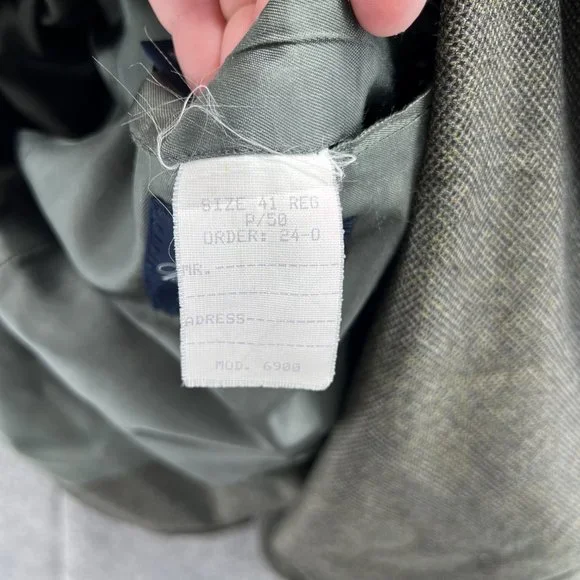 SIZE 41 REG
P/50
ORDER: 24-0
MR.
ADRESS
MOD. 6900